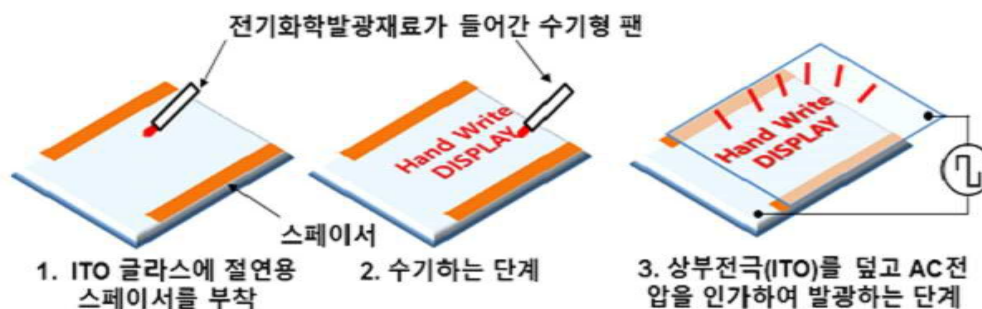 전기화학발광재료가 들어간 수기형 팬
Hand Write
DISPLAY
Hand Write
DISPLAY
스페이서
1. ITO 글라스에 절연용
스페이서를 부착
2. 수기하는 단계
3. 상부전극(ITO)를 덮고 AC전
압을 인가하여 발광하는 단계